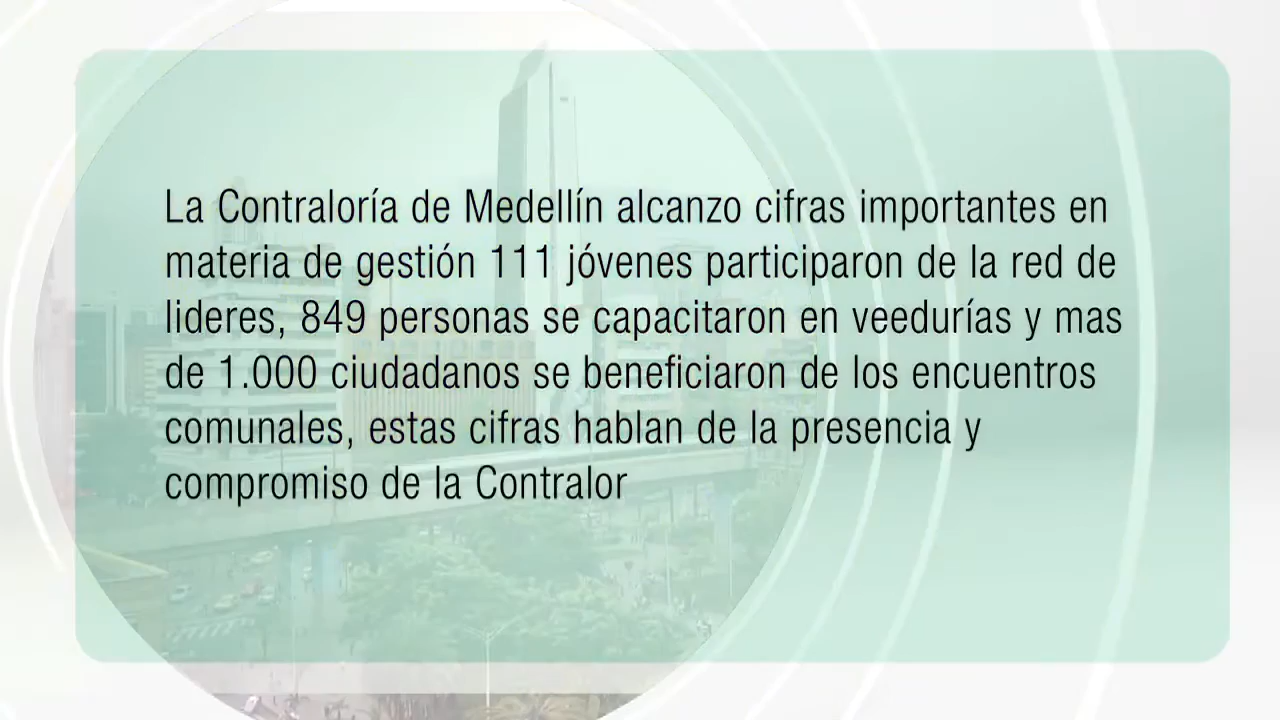 La Contraloría de Medellín alcanzo cifras importantes en
materia de gestión 111 jóvenes participaron de la red de
lideres, 849 personas se capacitaron en veedurías y mas
de 1.000 ciudadanos se beneficiaron de los encuentros
comunales, estas cifras hablan de la presencia y
compromiso de la Contralor